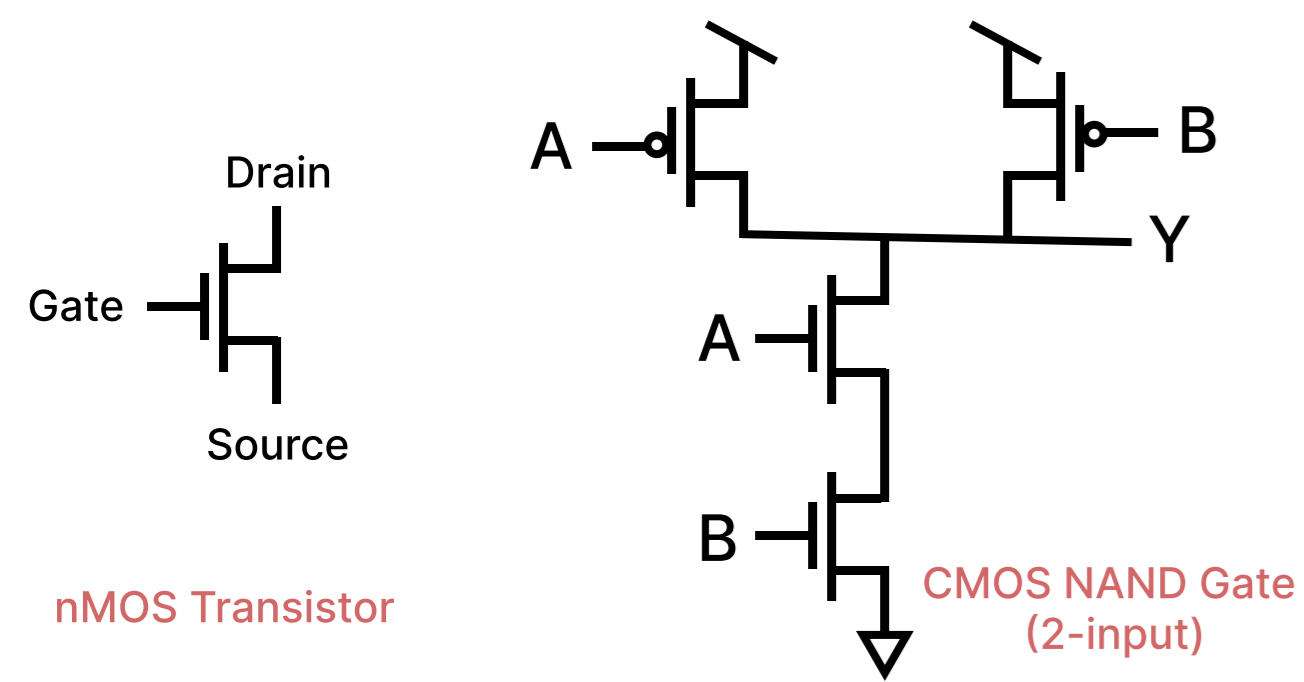 Drain
Gate
Source
nMOS Transistor
A
B
Y
A
B
CMOS NAND Gate
(2-input)